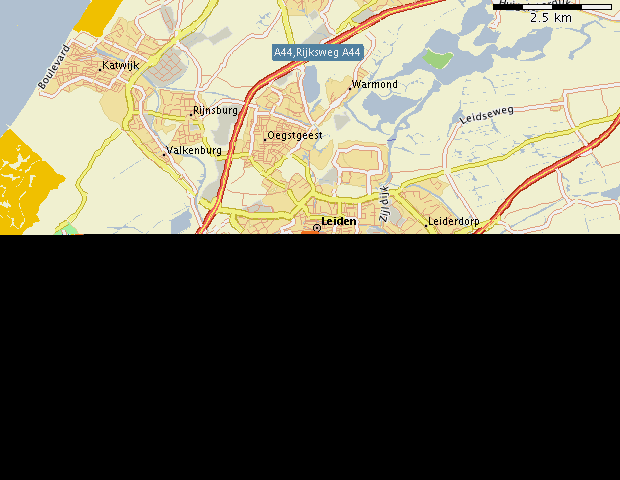 2.5 km
A44,Rijksweg A44
Boulevard
Katwijk
Warmond
Rijnsburg
Leidseweg
Oegstgeest
Valkenburg
Zijldijk
Leiden
Leiderdorp